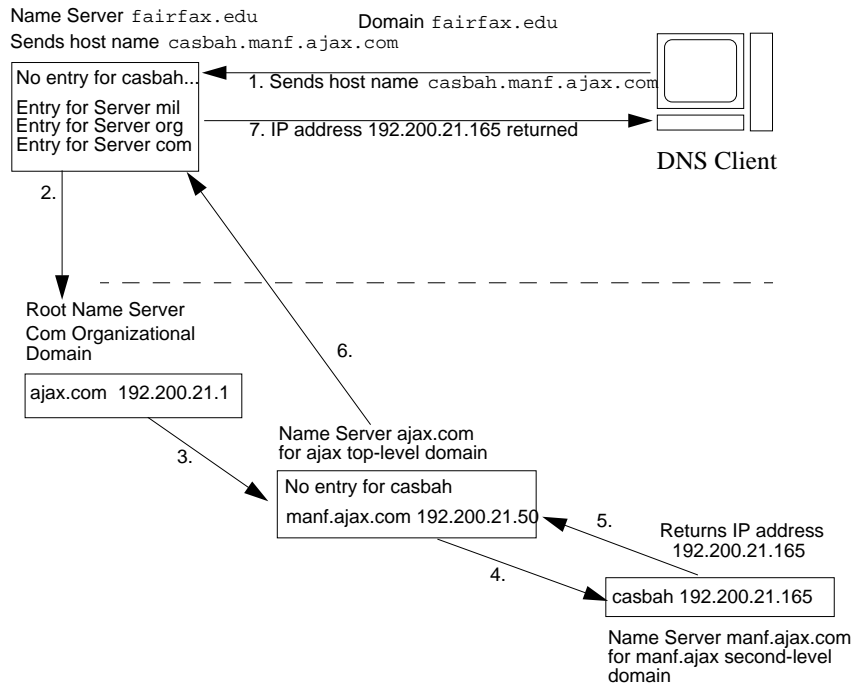 Name Server fairfax.edu
Domain fairfax.edu
Sends host name casbah.manf.ajax.com
No entry for casbah...
Entry for Server mil
Entry for Server org
Entry for Server com
1. Sends host name casbah.manf.ajax.com
7. IP address 192.200.21.165 returned
DNS Client
2.
Root Name Server
Com Organizational
Domain
ajax.com 192.200.21.1
6.
3.
Name Server ajax.com
for ajax top-level domain
No entry for casbah
manf.ajax.com 192.200.21.50
5.
Returns IP address
192.200.21.165
4.
casbah 192.200.21.165
Name Server manf.ajax.com
for manf.ajax second-level
domain